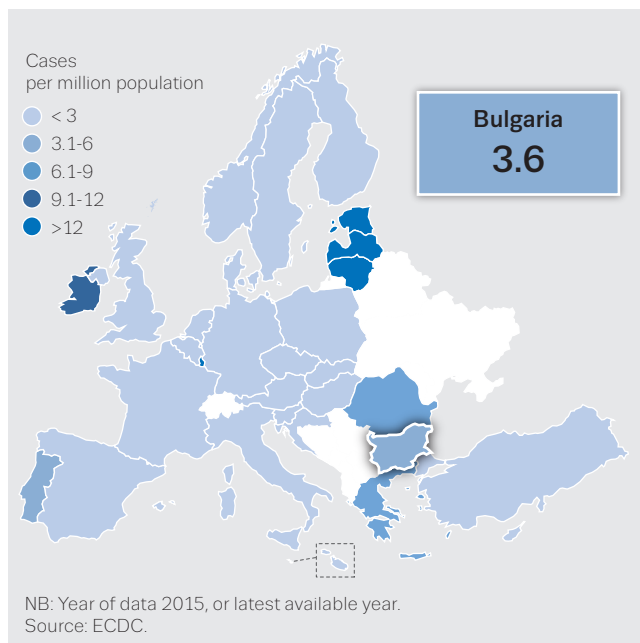 Cases
per million population
< 3
3.1-6
6.1-9
9.1-12
>12
Bulgaria
3.6
NB: Year of data 2015, or latest available year.
Source: ECDC.